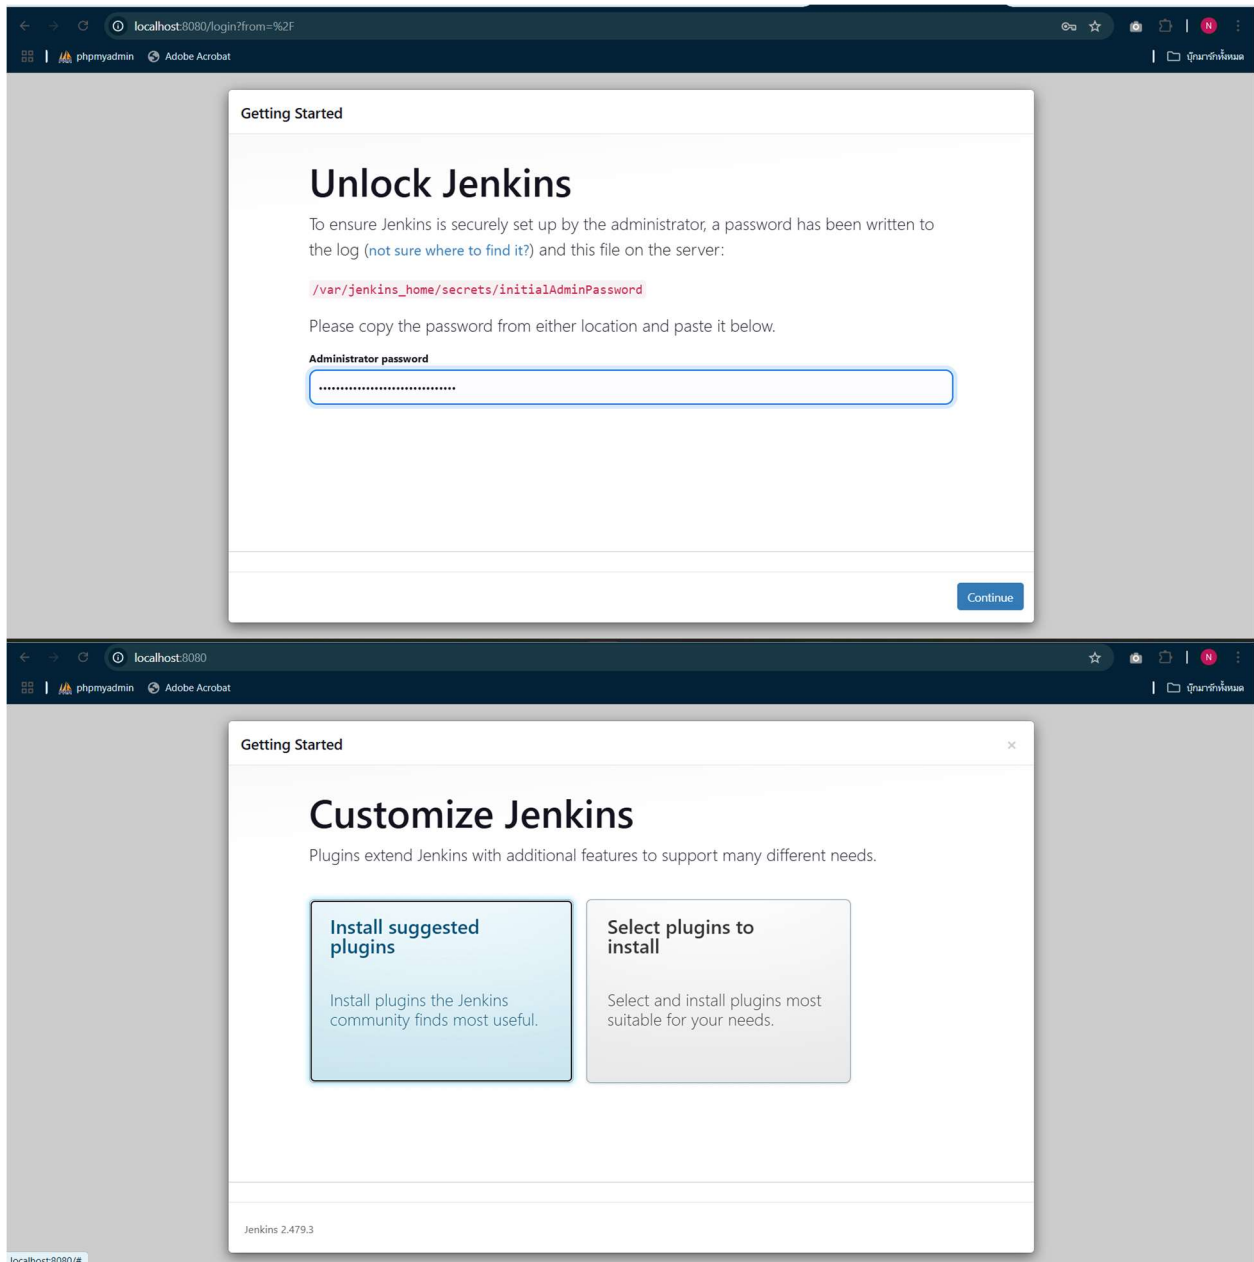 localhost:8080/login?from=%2F
N
phpmyadmin
Adobe Acrobat
บุ๊กมาร์กทั้งหมด
Getting Started
Unlock Jenkins
To ensure Jenkins is securely set up by the administrator, a password has been written to
the log (not sure where to find it?) and this file on the server:
/var/jenkins_home/secrets/initialAdminPassword
Please copy the password from either location and paste it below.
Administrator password
Continue
localhost:8080
N
phpmyadmin
Adobe Acrobat
บุ๊กมาร์กทั้งหมด
Getting Started
Customize Jenkins
Plugins extend Jenkins with additional features to support many different needs.
Install suggested
plugins
Install plugins the Jenkins
community finds most useful.
Select plugins to
install
Select and install plugins most
suitable for your needs.
Jenkins 2.479.3
localhost:8080/#